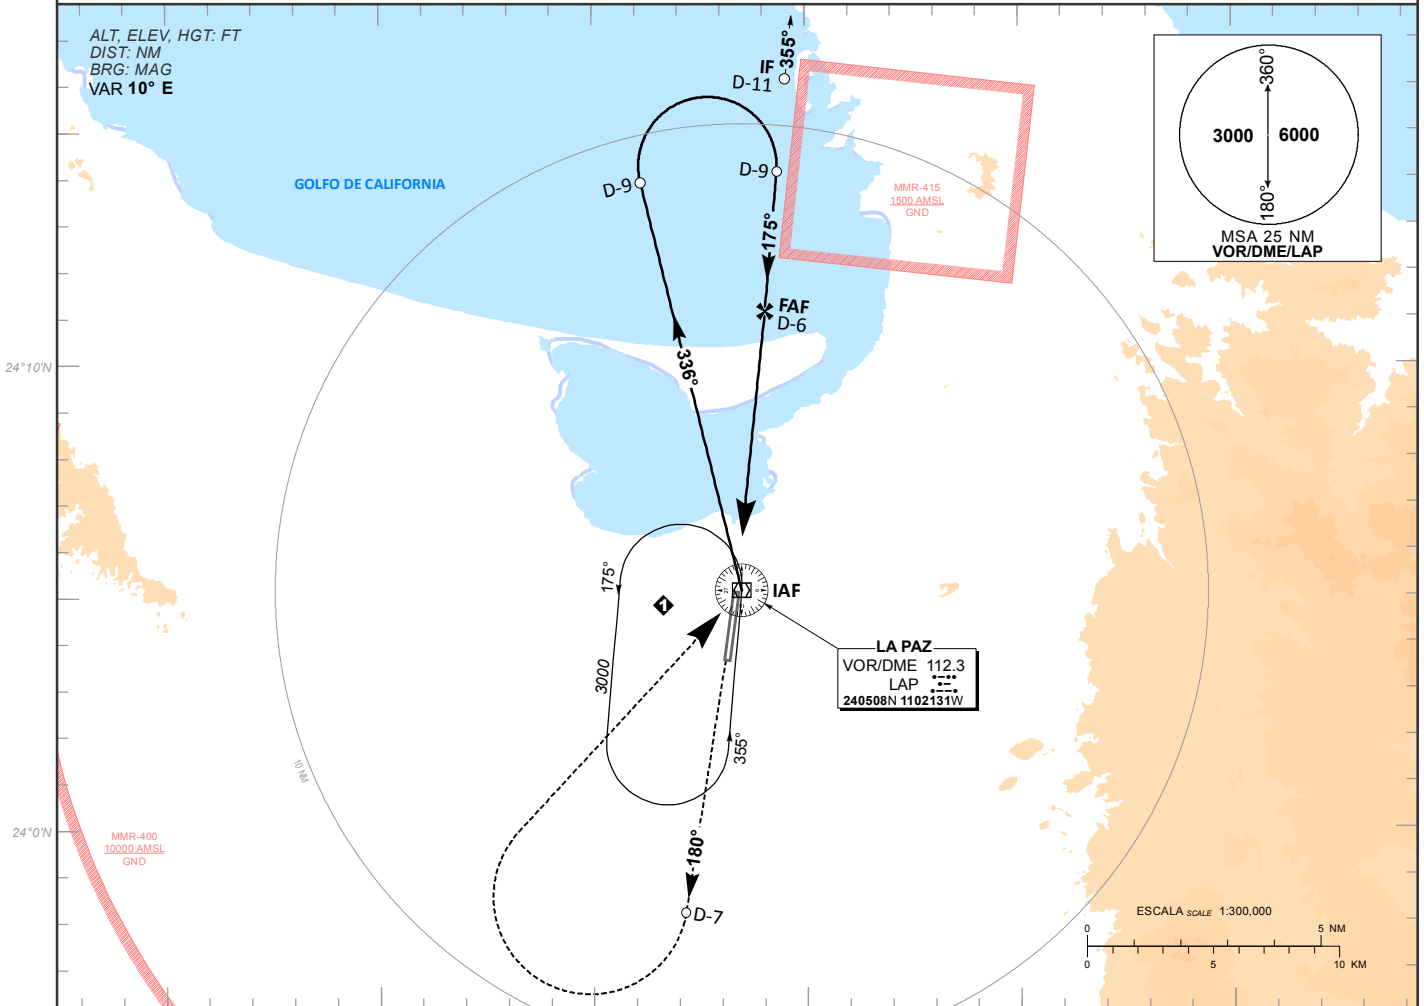 ALT, ELEV, HGT: FT
DIST: NM
BRG: MAG
VAR 10° E
IF
D-11
355°
360°
3000 6000
180°
MSA 25 NM
VOR/DME/LAP
GOLFO DE CALIFORNIA
D-9
D-9
MMR-415
1500 AMSL
GND
175°
FAF
D-6
24°10'N
336°
175°
1
IAF
LA PAZ
VOR/DME 112.3
LAP
240508N 1102131W
3000
355°
10 NM
24°0'N
MMR-400
10000 AMSL
GND
180°
D-7
ESCALA SCALE 1:300,000
0 5 NM
0 5 10 KM